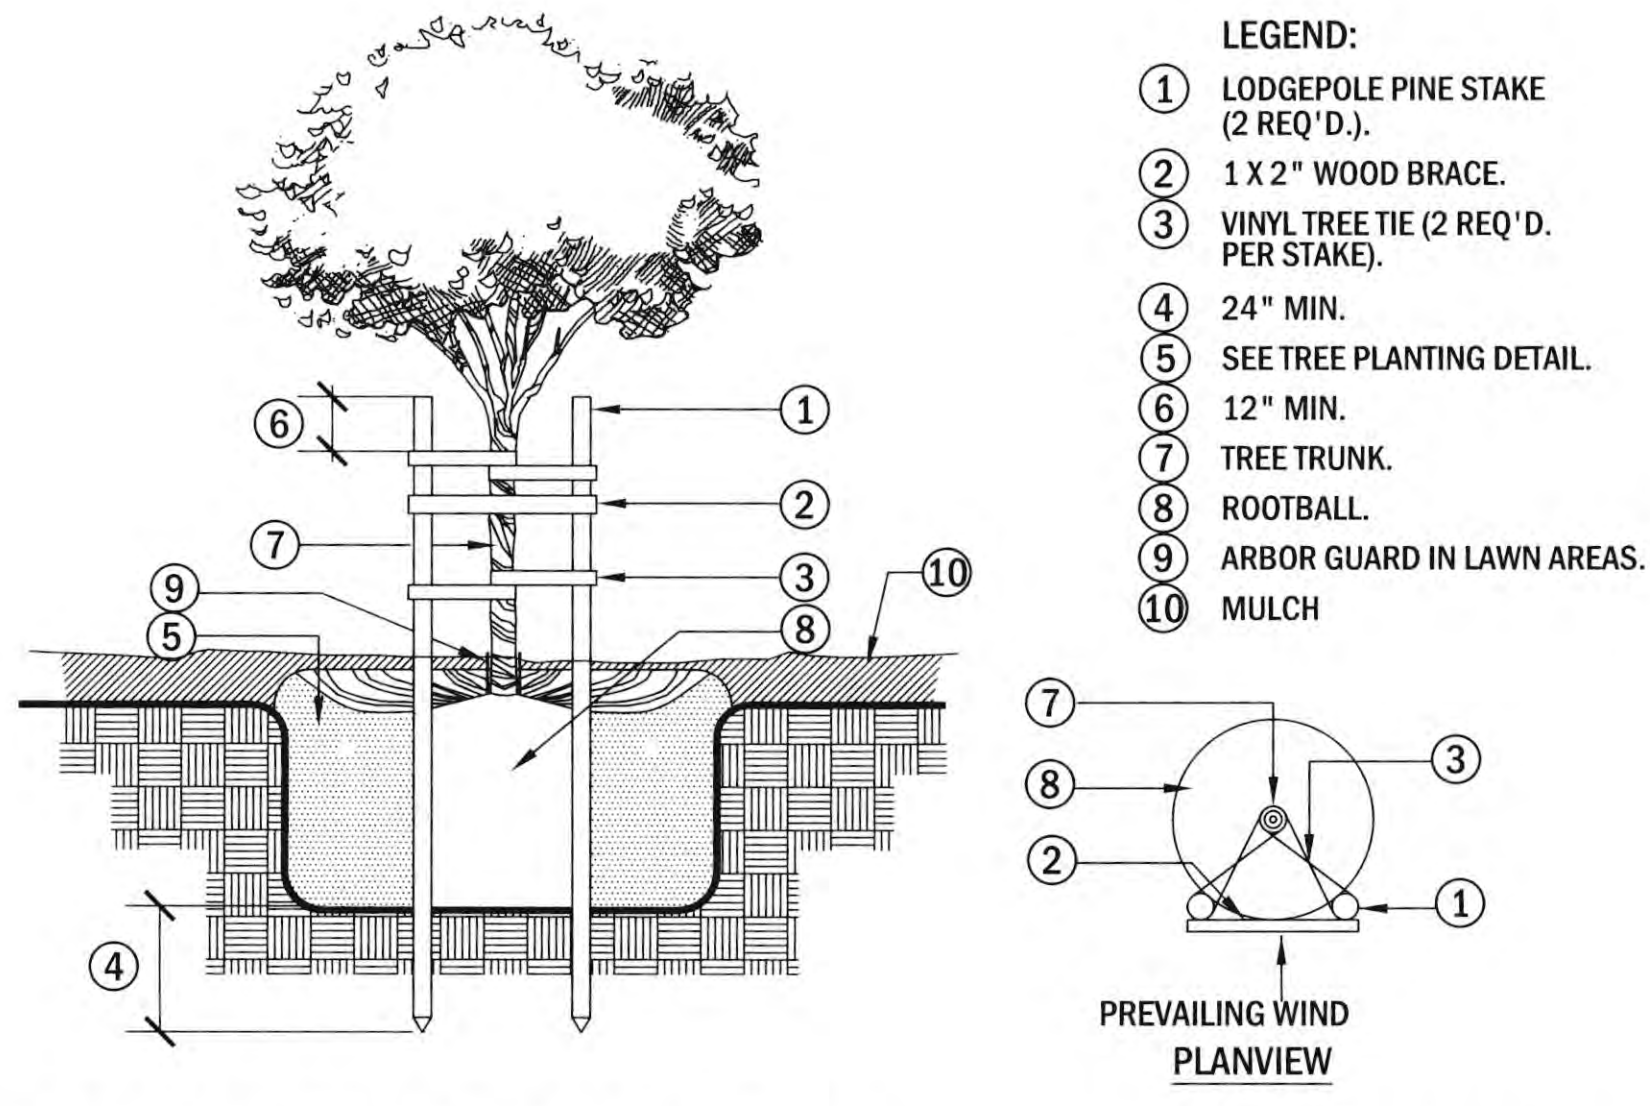 LEGEND:
1 LODGEPOLE PINE STAKE
(2 REQ'D.).
2 1 X 2" WOOD BRACE.
3 VINYL TREE TIE (2 REQ'D.
PER STAKE).
4 24" MIN.
5 SEE TREE PLANTING DETAIL.
6 12" MIN.
7 TREE TRUNK.
8 ROOTBALL.
9 ARBOR GUARD IN LAWN AREAS.
10 MULCH
6
1
2
7
3
9
10
5
8
4
7
3
8
2
1
PREVAILING WIND
PLANVIEW